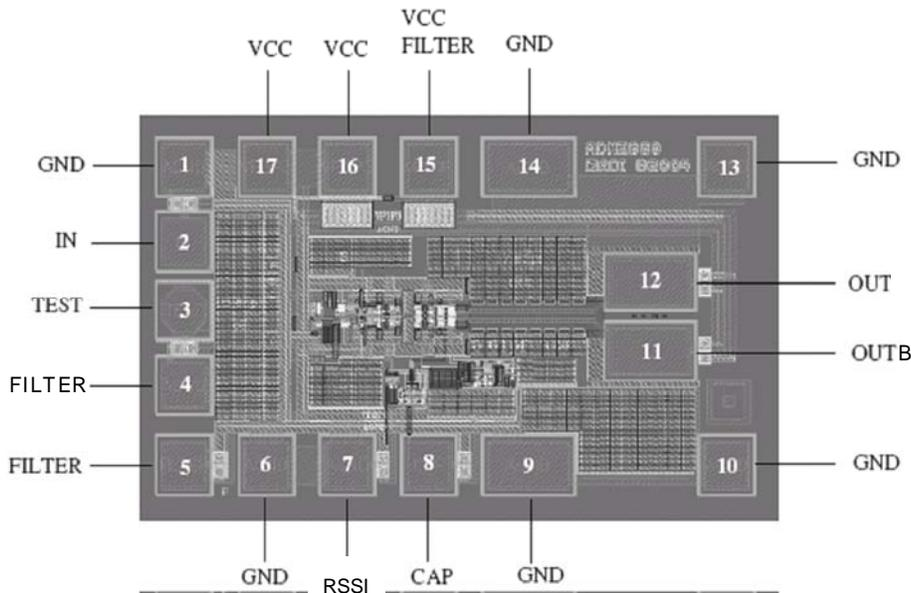 VCC
VCC
VCC
FILTER
GND
GND
1
17
16
15
14
13
GND
IN
2
TEST
3
12
OUT
FILTER
4
11
OUTB
FILTER
5
6
7
8
9
10
GND
GND
RSSI
CAP
GND